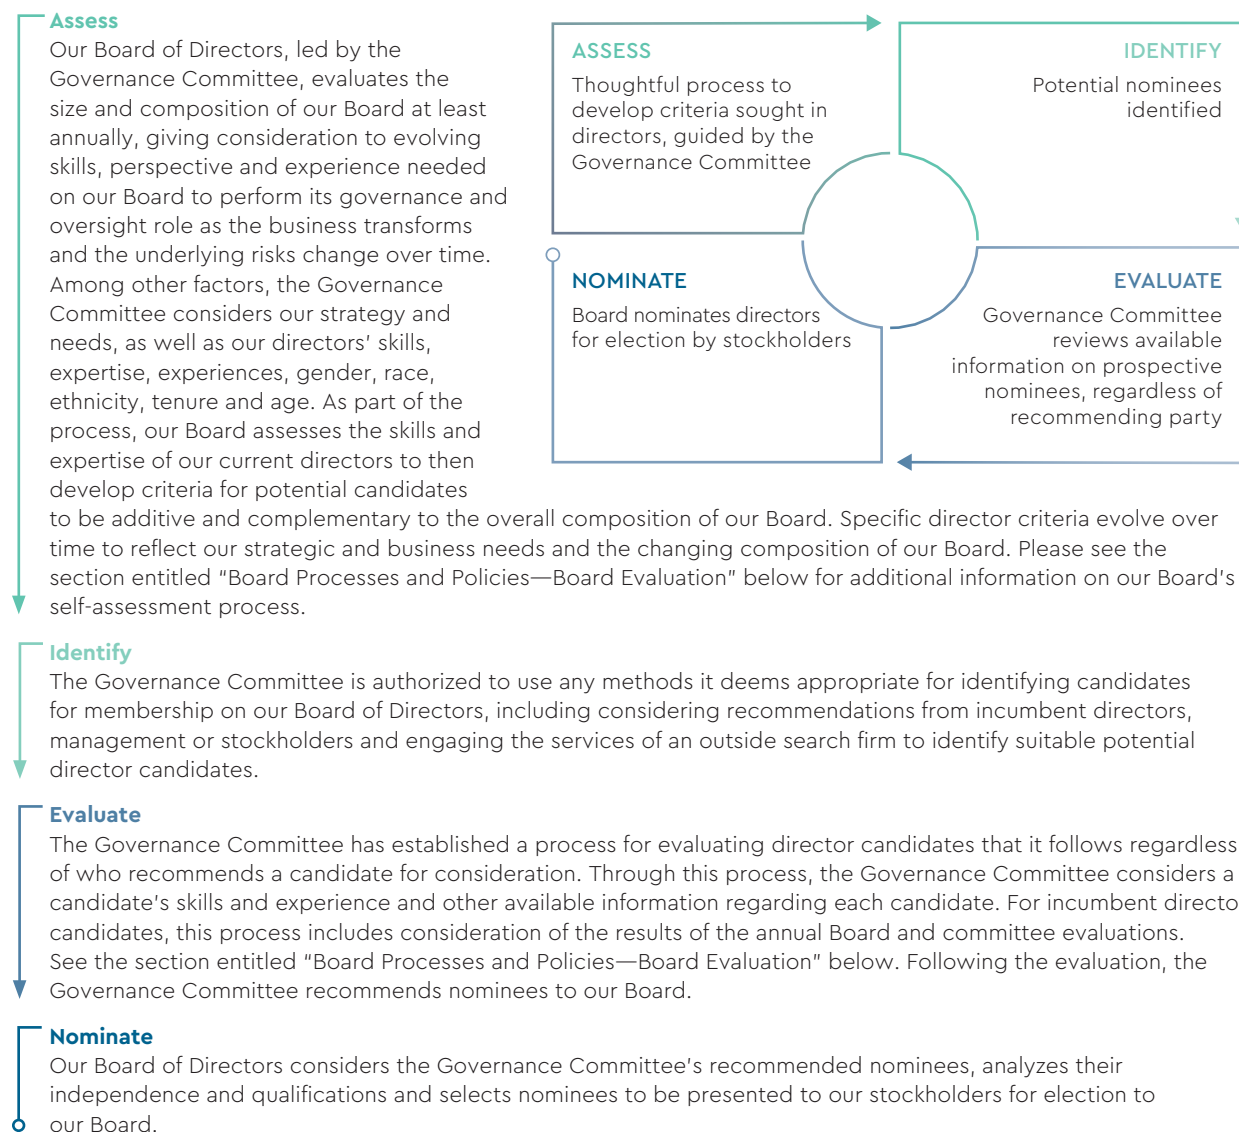 Assess
Our Board of Directors, led by the
Governance Committee, evaluates the
size and composition of our Board at least
annually, giving consideration to evolving
skills, perspective and experience needed
on our Board to perform its governance and
oversight role as the business transforms
and the underlying risks change over time.
Among other factors, the Governance
Committee considers our strategy and
needs, as well as our directors' skills,
expertise, experiences, gender, race,
ethnicity, tenure and age. As part of the
process, our Board assesses the skills and
expertise of our current directors to then
develop criteria for potential candidates
to be additive and complementary to the overall composition of our Board. Specific director criteria evolve over
time to reflect our strategic and business needs and the changing composition of our Board. Please see the
section entitled “Board Processes and Policies—Board Evaluation” below for additional information on our Board's
self-assessment process.
ASSESS
Thoughtful process to
develop criteria sought in
directors, guided by the
Governance Committee
IDENTIFY
Potential nominees
identified
NOMINATE
Board nominates directors
for election by stockholders
EVALUATE
Governance Committee
reviews available
information on prospective
nominees, regardless of
recommending party
Identify
The Governance Committee is authorized to use any methods it deems appropriate for identifying candidates
for membership on our Board of Directors, including considering recommendations from incumbent directors,
management or stockholders and engaging the services of an outside search firm to identify suitable potential
director candidates.
Evaluate
The Governance Committee has established a process for evaluating director candidates that it follows regardless
of who recommends a candidate for consideration. Through this process, the Governance Committee considers a
candidate's skills and experience and other available information regarding each candidate. For incumbent directo
candidates, this process includes consideration of the results of the annual Board and committee evaluations.
See the section entitled “Board Processes and Policies—Board Evaluation” below. Following the evaluation, the
Governance Committee recommends nominees to our Board.
Nominate
Our Board of Directors considers the Governance Committee's recommended nominees, analyzes their
independence and qualifications and selects nominees to be presented to our stockholders for election to
our Board.